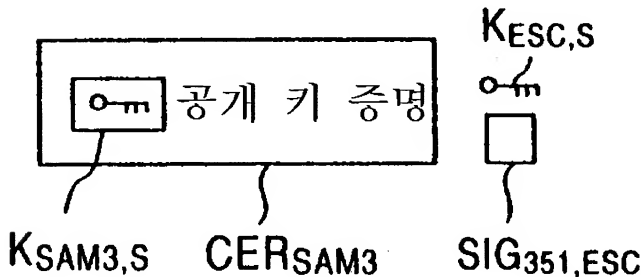 K_ESC,S
공개 키 증명
K_SAM3,S CER_SAM3 SIG_351,ESC